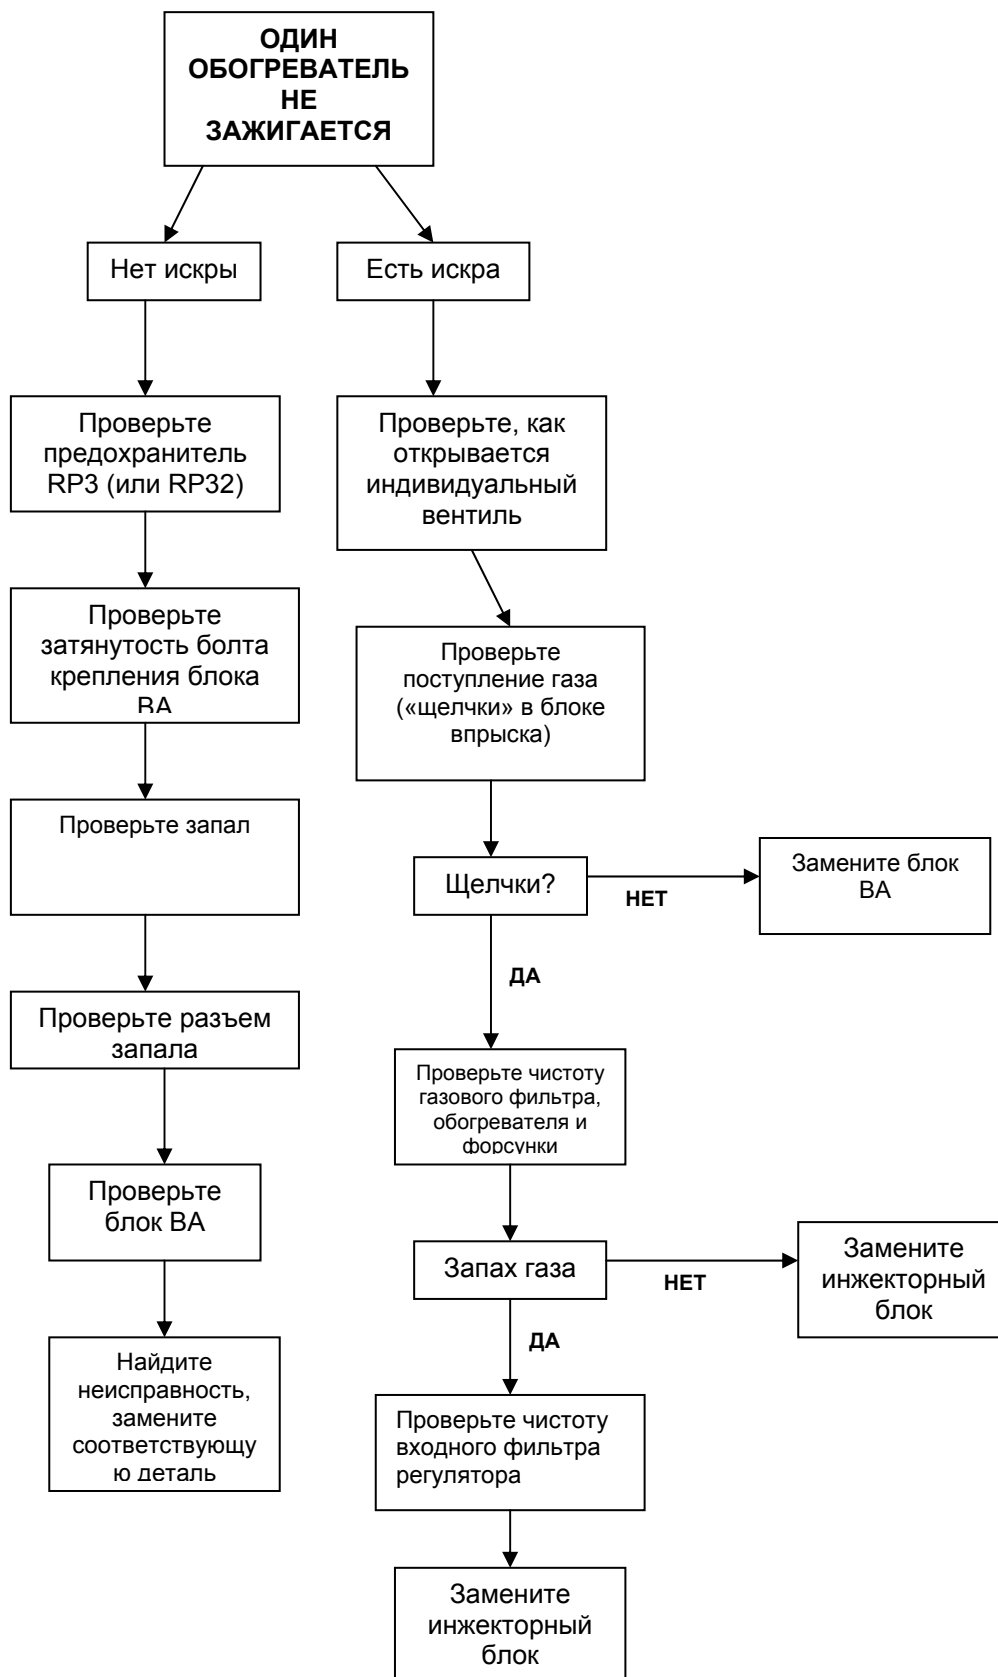 ОДИН
ОБОГРЕВАТЕЛЬ
НЕ
ЗАЖИГАЕТСЯ
Нет искры
Есть искра
Проверьте
предохранитель
RP3 (или RP32)
Проверьте, как
открывается
индивидуальный
вентиль
Проверьте
затянутость болта
крепления блока
ВА
Проверьте
поступление газа
(«щелчки» в блоке
впрыска)
Проверьте запал
Щелчки?
НЕТ
Замените блок
ВА
ДА
Проверьте разъем
запала
Проверьте чистоту
газового фильтра,
обогревателя и
форсунки
Проверьте
блок ВА
Запах газа
НЕТ
Замените
инжекторный
блок
ДА
Найдите
неисправность,
замените
соответствующу
ю деталь
Проверьте чистоту
входного фильтра
регулятора
Замените
инжекторный
блок